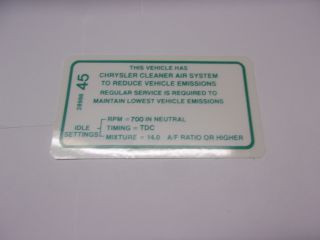 THIS VEHICLE HAS
CHRYSLER CLEANER AIR SYSTEM
TO REDUCE VEHICLE EMISSIONS
REGULAR SERVICE IS REQUIRED TO
MAINTAIN LOWEST VEHICLE EMISSIONS
45
IDLE SETTINGS
RPM = 700 IN NEUTRAL
TIMING = TDC
MIXTURE = 14.0 A/F RATIO OR HIGHER